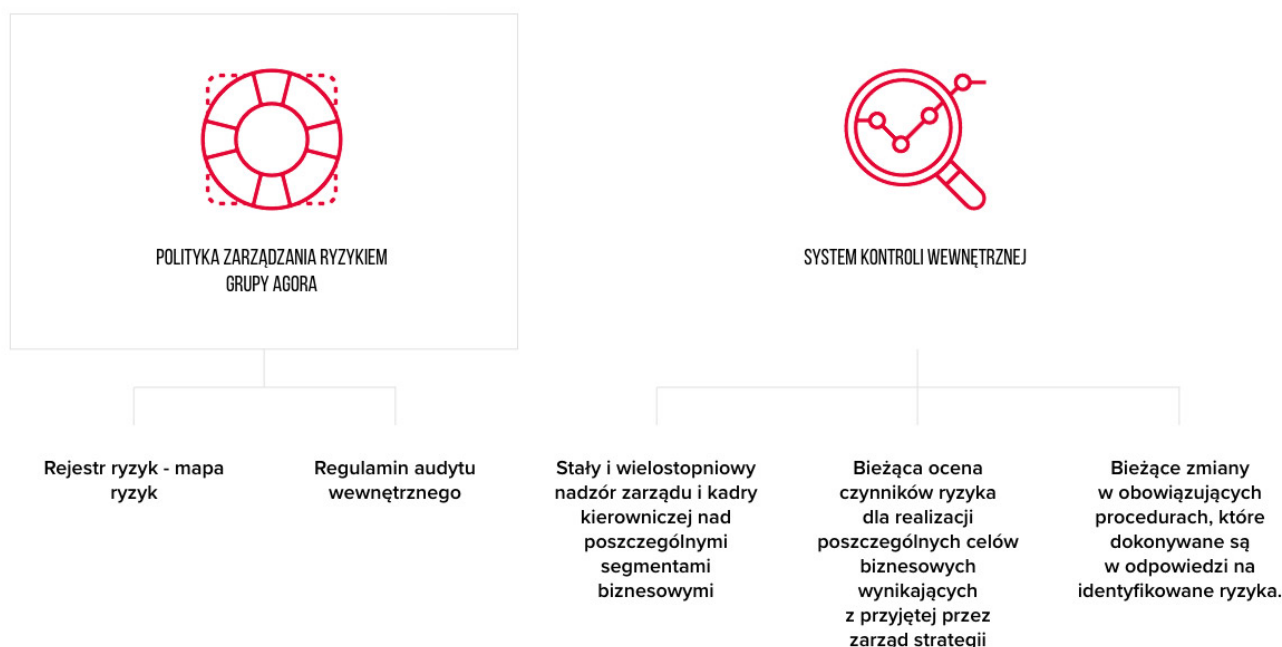 POLITYKA ZARZĄDZANIA RYZYKIEM
GRUPY AGORA
SYSTEM KONTROLI WEWNĘTRZNEJ
Rejestr ryzyk - mapa
ryzyk
Regulamin audytu
wewnętrznego
Stały i wielostopniowy
nadzór zarządu i kadry
kierowniczej nad
poszczególnymi
segmentami
biznesowymi
Bieżąca ocena
czynników ryzyka
dla realizacji
poszczególnych celów
biznesowych
wynikających
z przyjętej przez
zarząd strategii
Bieżące zmiany
w obowiązujących
procedurach, które
dokonywane są
w odpowiedzi na
identyfikowane ryzyka.